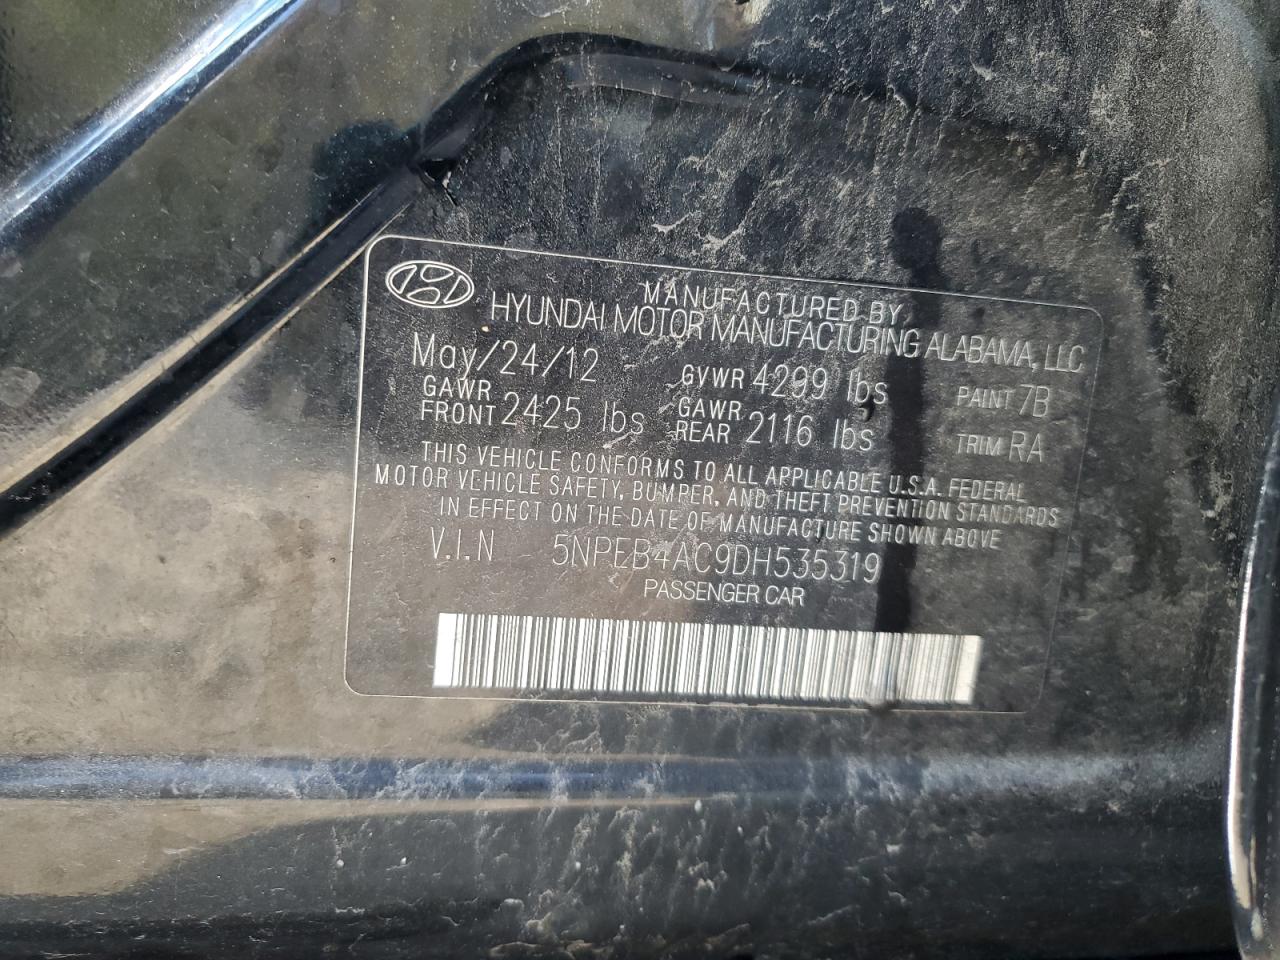 MANUFACTURED BY
HYUNDAI MOTOR MANUFACTURING ALABAMA, LLC
May/24/12 GVWR 4299 lbs PAINT 7B
GAWR FRONT 2425 lbs GAWR REAR 2116 lbs TRIM RA
THIS VEHICLE CONFORMS TO ALL APPLICABLE U.S.A. FEDERAL
MOTOR VEHICLE SAFETY, BUMPER, AND THEFT PREVENTION STANDARDS
IN EFFECT ON THE DATE OF MANUFACTURE SHOWN ABOVE
V.I.N 5NPEB4AC9DH535319
PASSENGER CAR